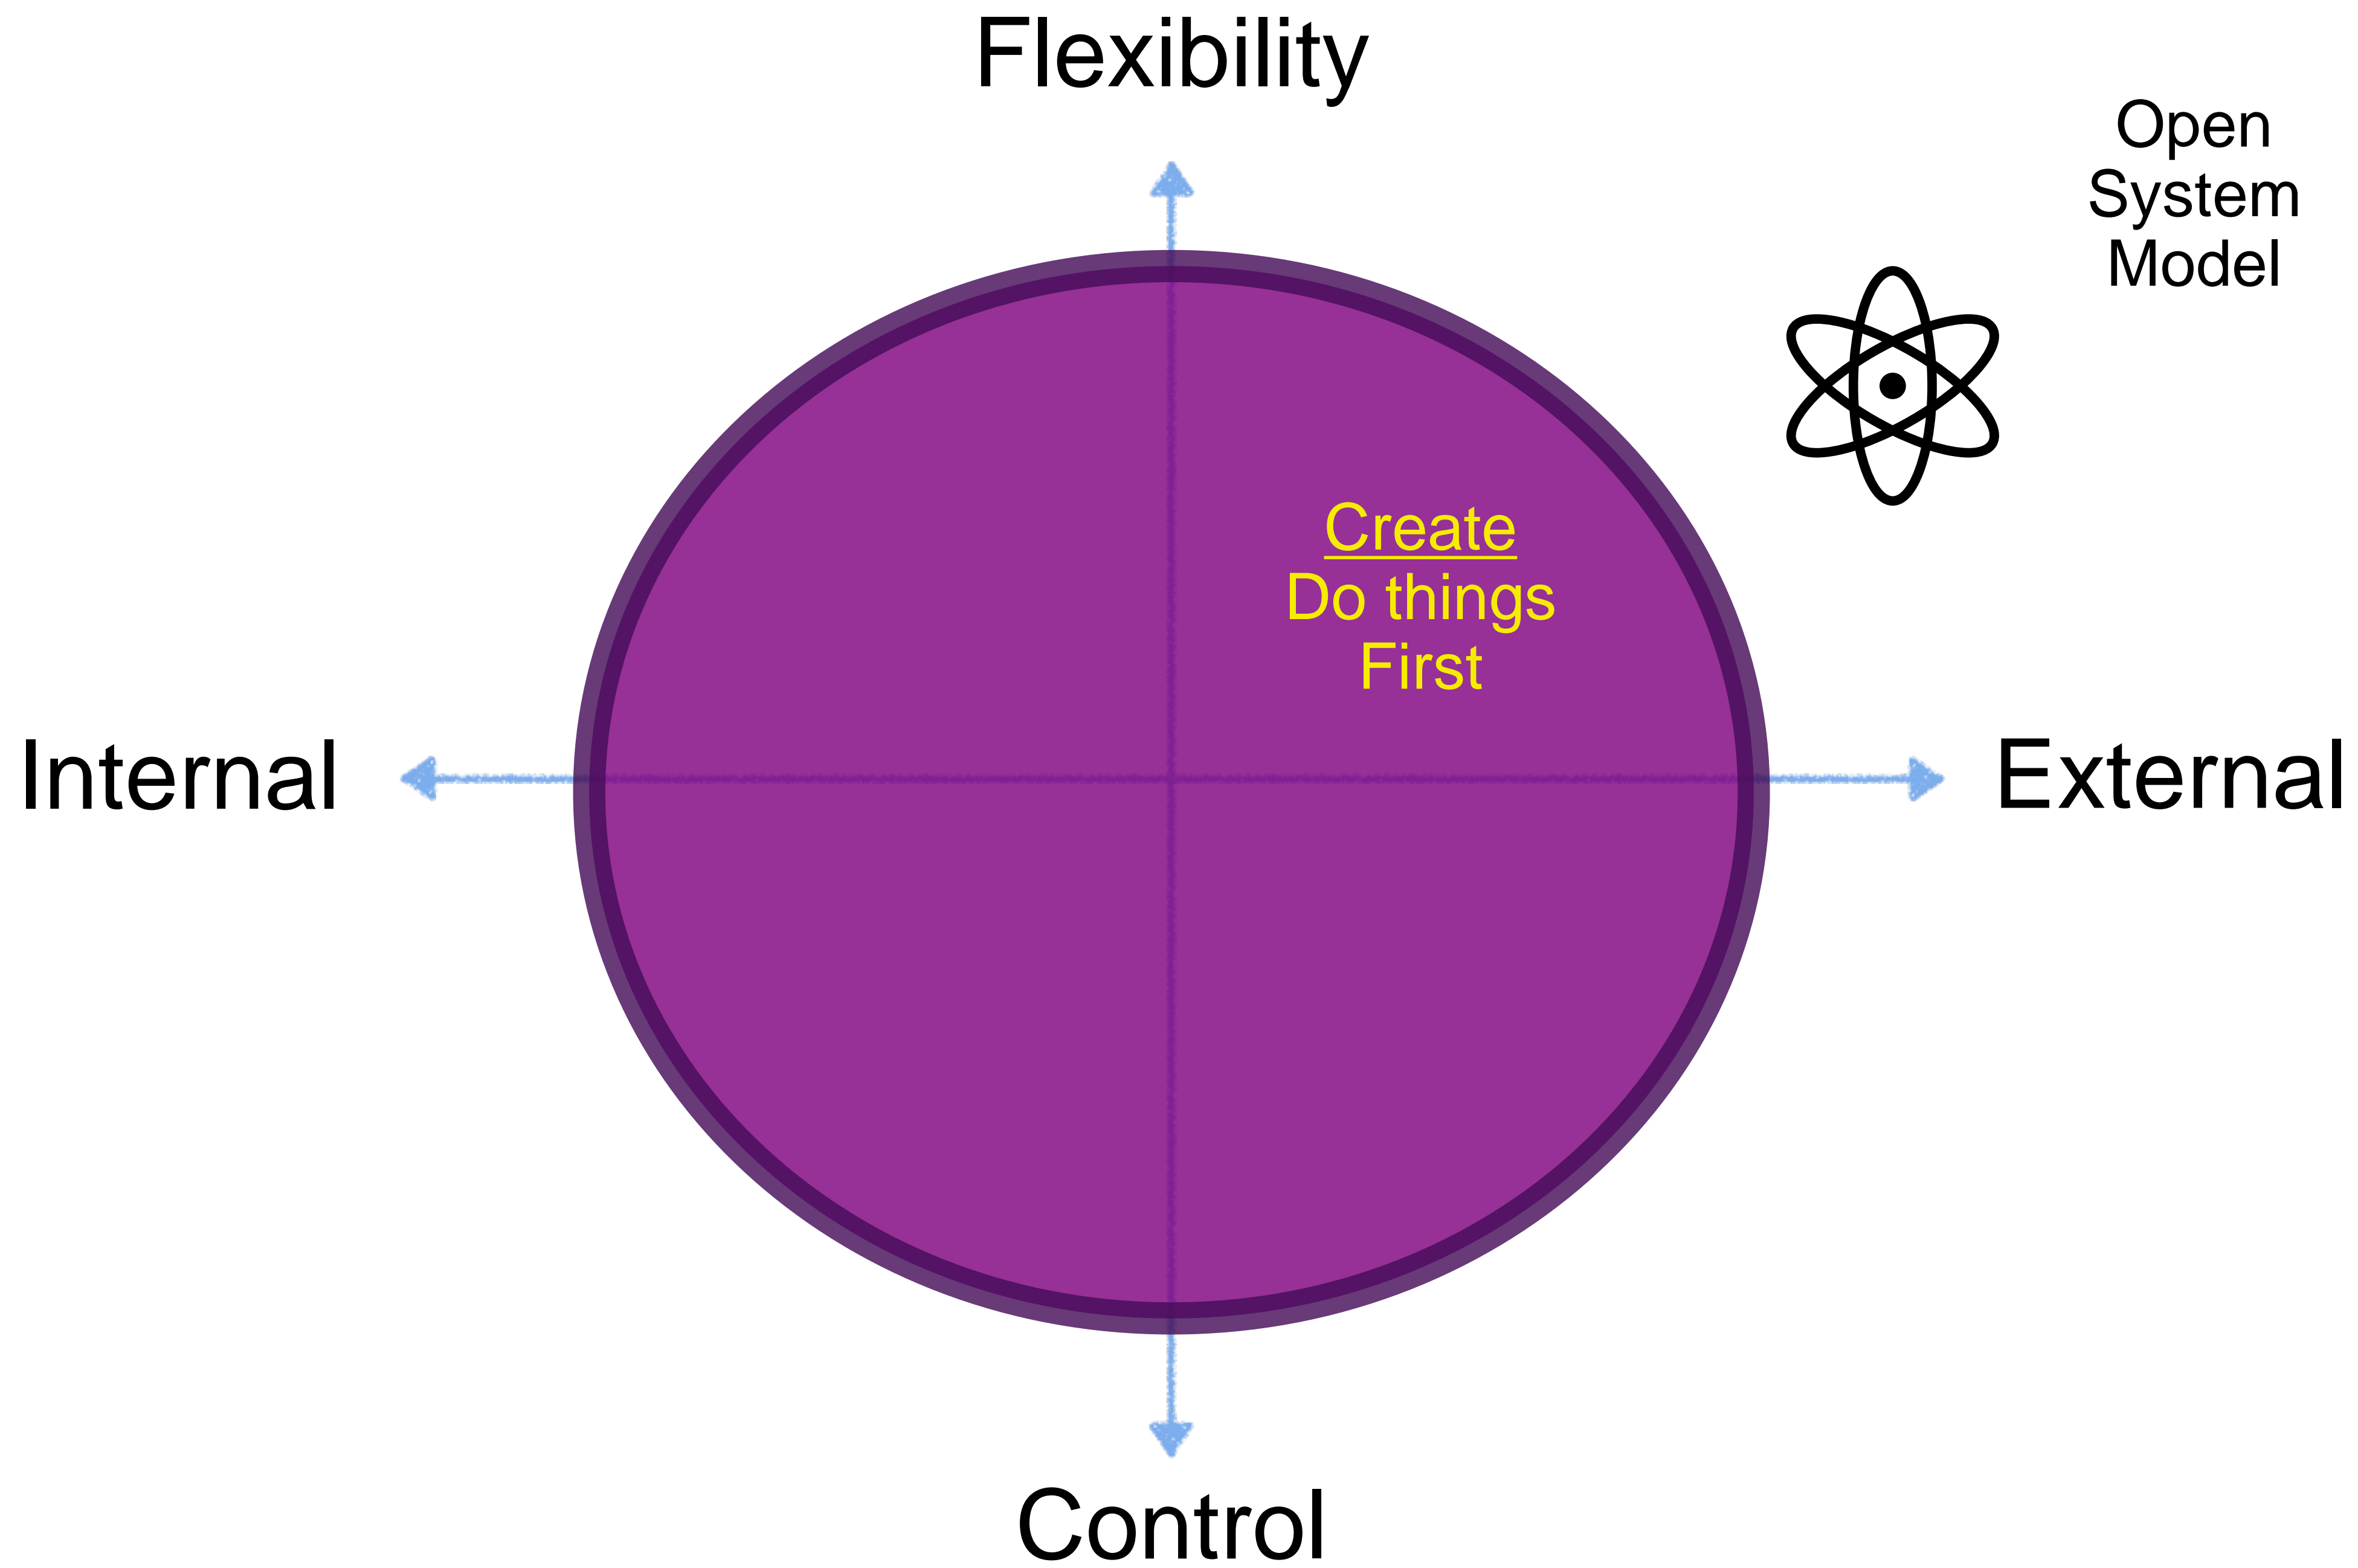 Flexibility
Open
System
Model
Create
Do things
First
Internal
External
Control